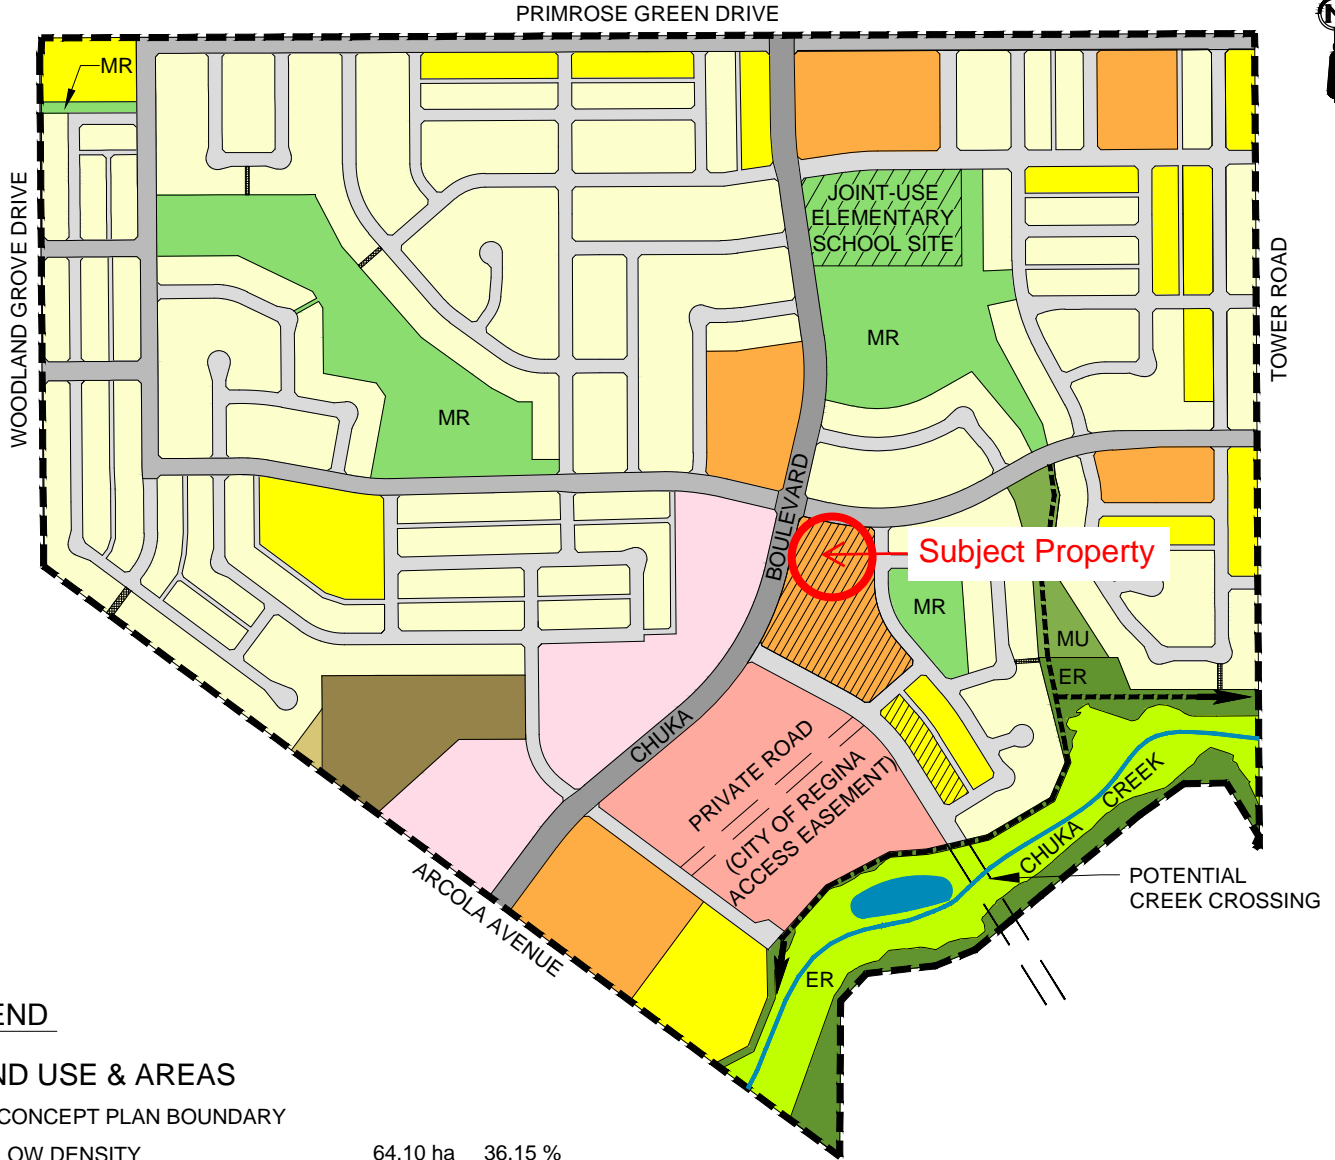 PRIMROSE GREEN DRIVE
N
MR
WOODLAND GROVE DRIVE
JOINT-USE
ELEMENTARY
SCHOOL SITE
TOWER ROAD
MR
MR
BOULEVARD
Subject Property
MR
MU
ER
CHUKA
PRIVATE ROAD
(CITY OF REGINA
ACCESS EASEMENT)
CHUKA CREEK
POTENTIAL
CREEK CROSSING
ARCOLA AVENUE
ER
END
ND USE & AREAS
CONCEPT PLAN BOUNDARY
OW DENSITY 64.10 ha 36.15 %